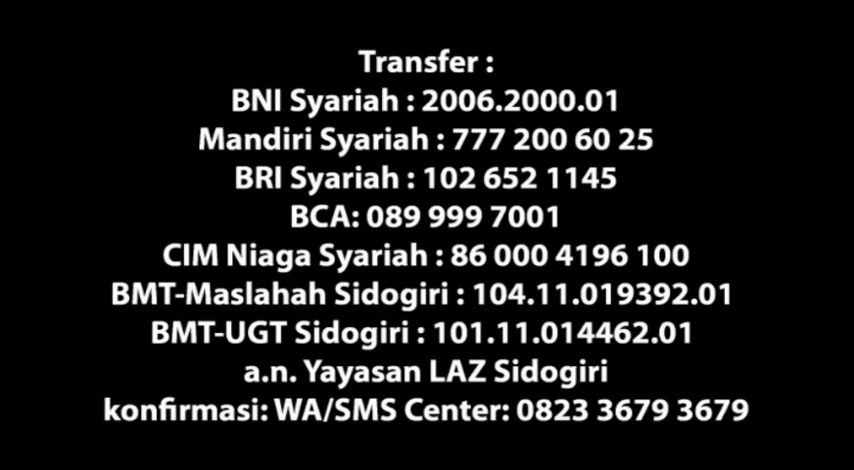 Transfer :
BNI Syariah : 2006.2000.01
Mandiri Syariah : 777 200 60 25
BRI Syariah : 102 652 1145
BCA: 089 999 7001
CIM Niaga Syariah : 86 000 4196 100
BMT-Maslahah Sidogiri : 104.11.019392.01
BMT-UGT Sidogiri : 101.11.014462.01
a.n. Yayasan LAZ Sidogiri
konfirmasi: WA/SMS Center: 0823 3679 3679